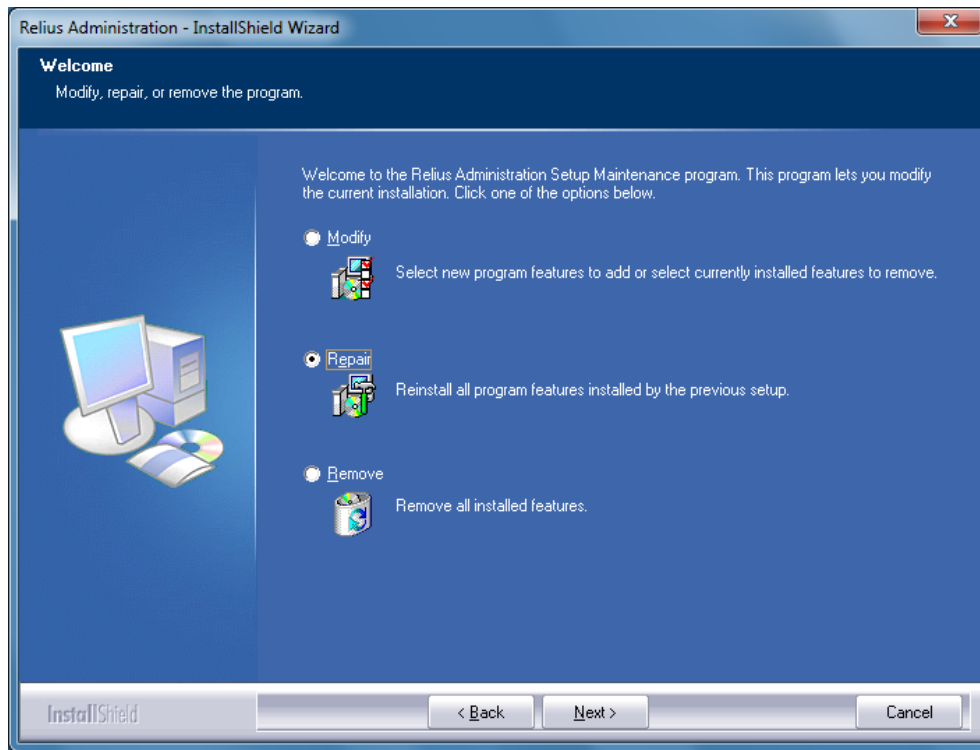 Relius Administration - InstallShield Wizard
Welcome
Modify, repair, or remove the program.
Welcome to the Relius Administration Setup Maintenance program. This program lets you modify
the current installation. Click one of the options below.
Modify
Select new program features to add or select currently installed features to remove.
Repair
Reinstall all program features installed by the previous setup.
Remove
Remove all installed features.
InstallShield
< Back
Next >
Cancel